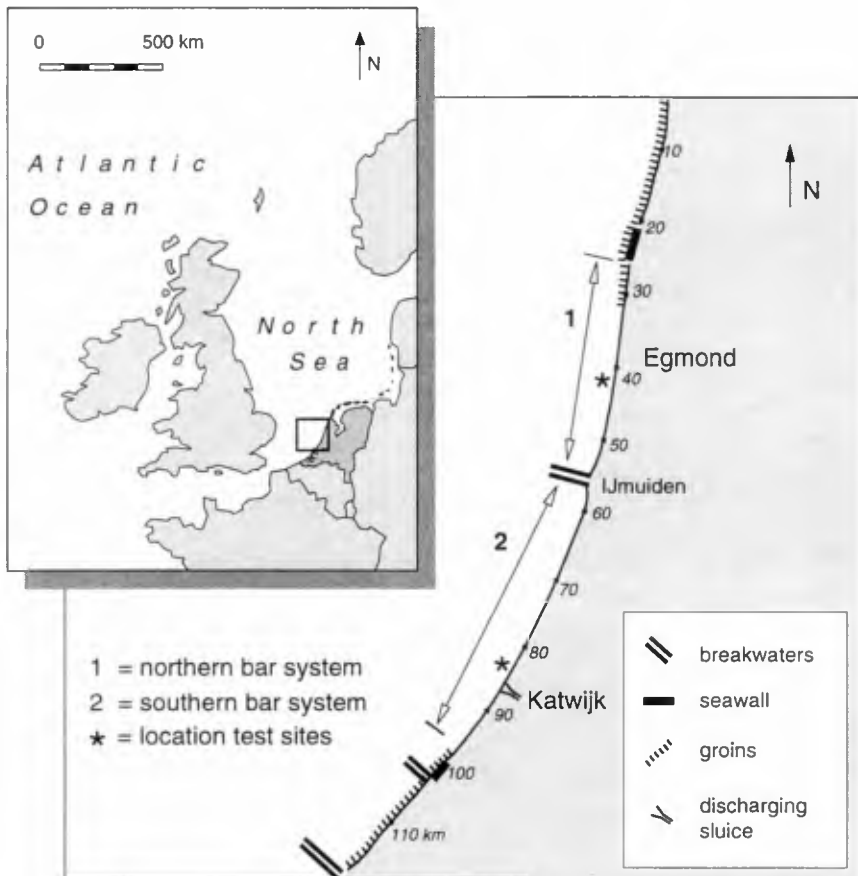 0 500 km
N
Atlantic
Ocean
North
Sea
N
10
20
30
1
Egmond
40
50
IJmuiden
60
2
70
80
Katwijk
90
100
110 km
1 = northern bar system
2 = southern bar system
* = location test sites
breakwaters
seawall
groins
discharging
sluice